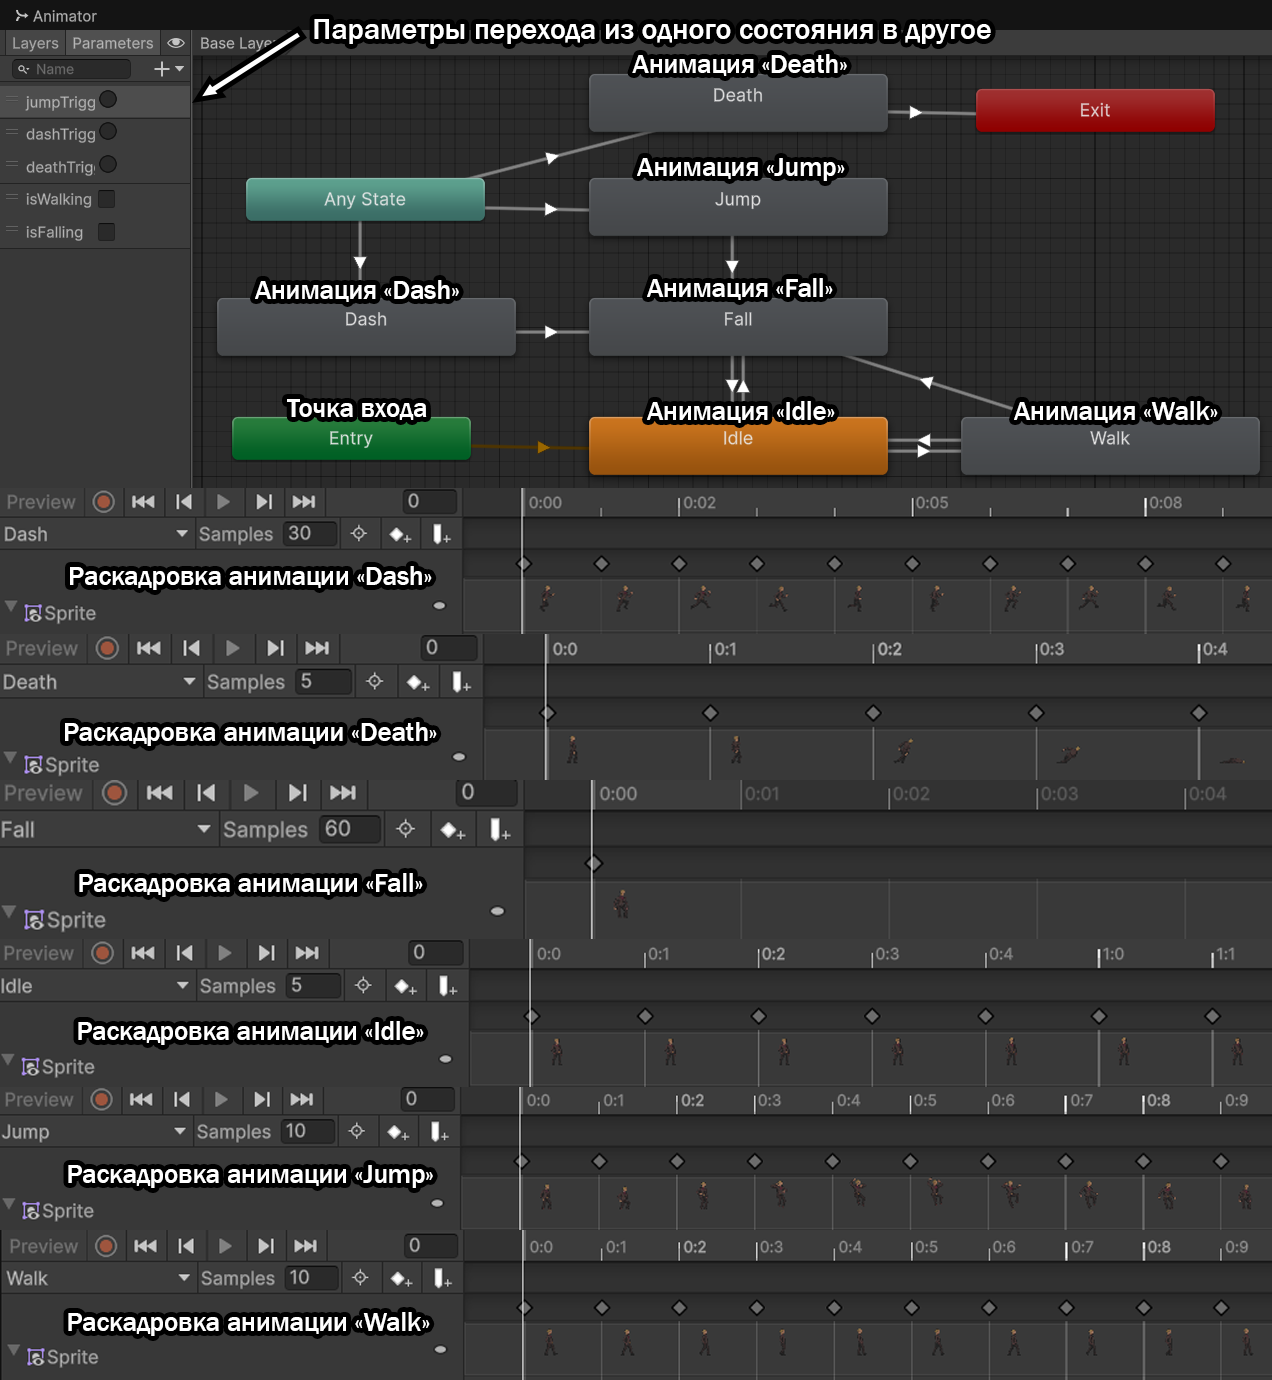 Animator
Параметры перехода из одного состояния в другое
Layers Parameters Base Laye
Name
jumpTrigg
dashTrigg
deathTrig
isWalking
isFalling
Анимация «Death»
Death
Exit
Анимация «Jump»
Any State
Jump
Анимация «Dash»
Анимация «Fall»
Dash
Fall
Точка входа
Анимация «Idle»
Анимация «Walk»
Entry
Idle
Walk
Preview 0 0:00 0:02 0:05 0:08
Dash Samples 30
Раскадровка анимации «Dash»
Sprite
Preview 0 0:0 0:1 0:2 0:3 0:4
Death Samples 5
Раскадровка анимации «Death»
Sprite
Preview 0 0:00 0:01 0:02 0:03 0:04
Fall Samples 60
Раскадровка анимации «Fall»
Sprite
Preview 0 0:0 0:1 0:2 0:3 0:4 1:0 1:1
Idle Samples 5
Раскадровка анимации «Idle»
Sprite
Preview 0 0:0 0:1 0:2 0:3 0:4 0:5 0:6 0:7 0:8 0:9
Jump Samples 10
Раскадровка анимации «Jump»
Sprite
Preview 0 0:0 0:1 0:2 0:3 0:4 0:5 0:6 0:7 0:8 0:9
Walk Samples 10
Раскадровка анимации «Walk»
Sprite